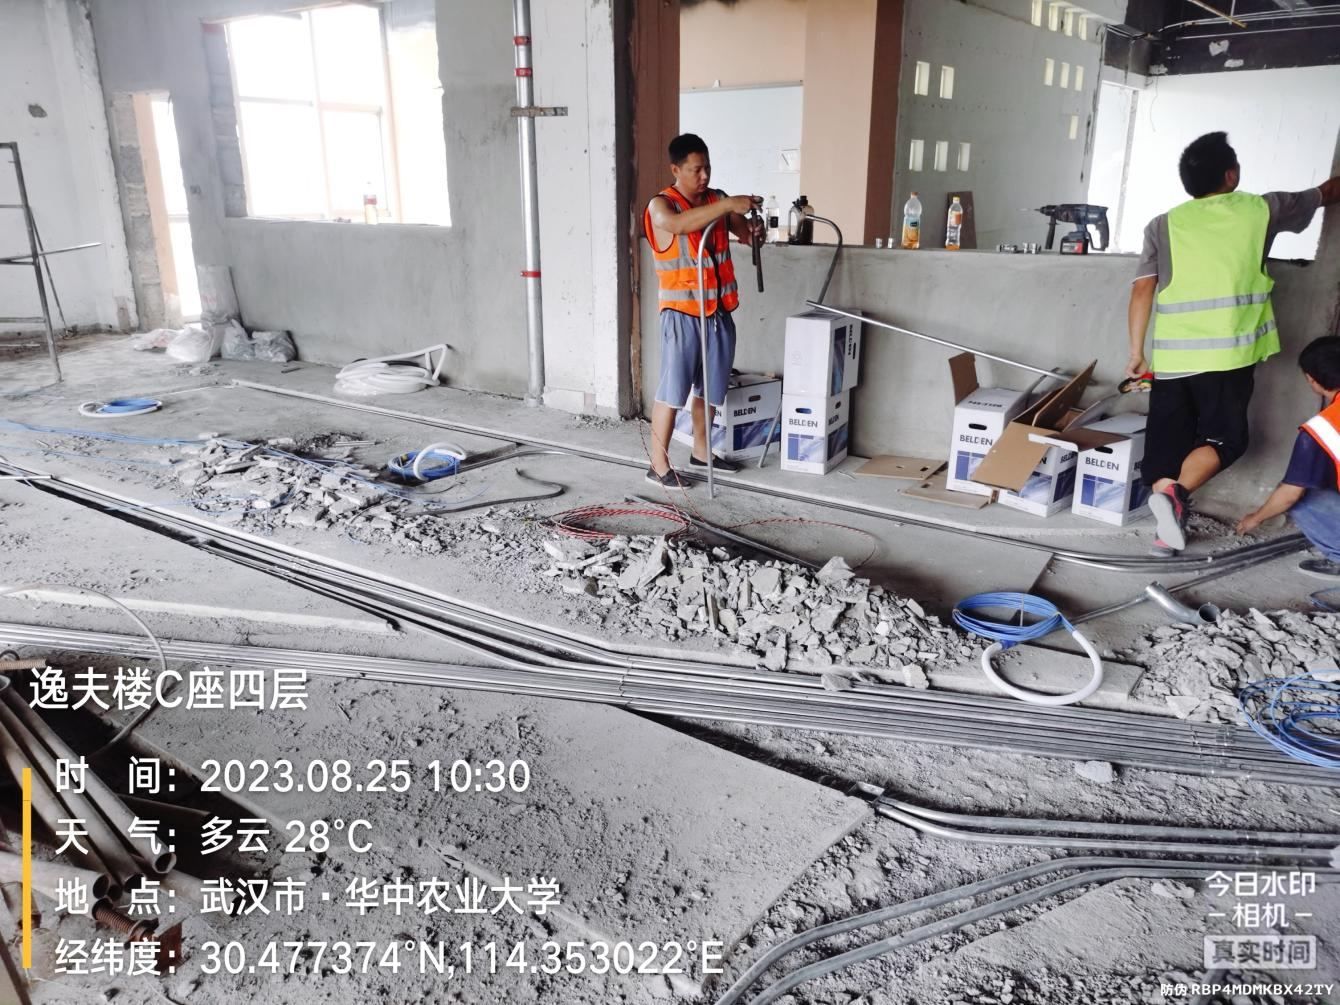 BELDEN
BELDEN
BELDEN
BELDEN
BELDEN
逸夫楼C座四层
时 间：2023.08.25 10:30
天 气：多云 28°C
地 点：武汉市·华中农业大学
经纬度：30.477374°N,114.353022°E
今日水印
-相机-
真实时间
防伪 RBP4MDMKBX42TY